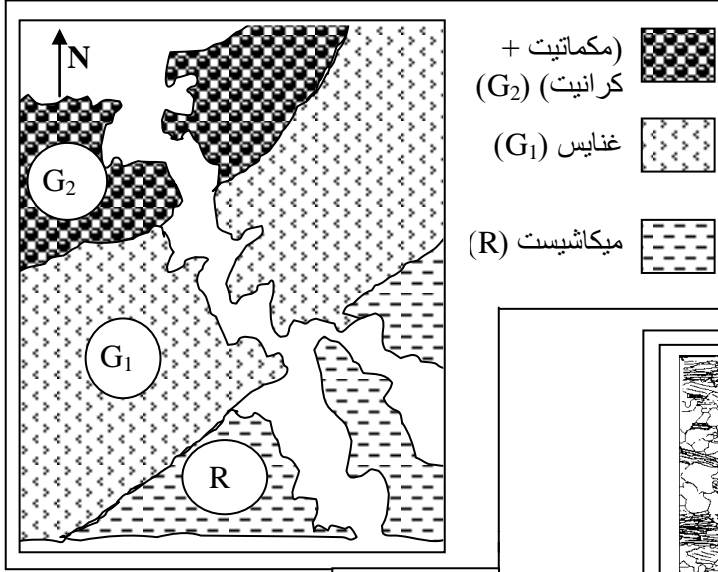 N
(مكماتيت +
كرانيت) (G₂)
غنايس (G₁)
ميكاشيست (R)
G₂
G₁
R